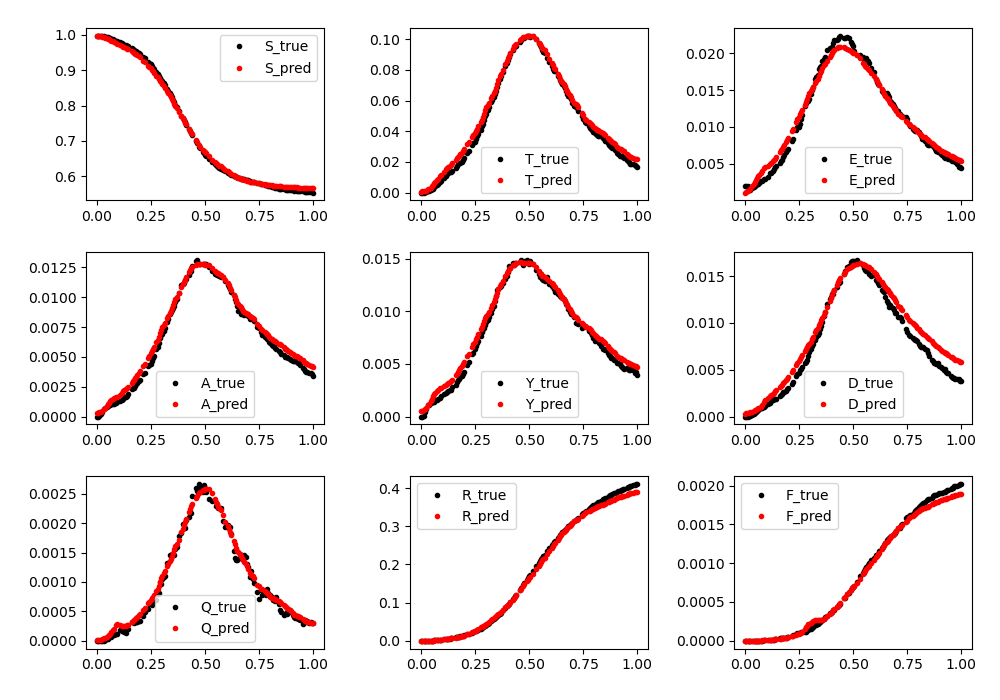 1.0
0.9
0.8
0.7
0.6
0.00 0.25 0.50 0.75 1.00
S_true
S_pred
0.10
0.08
0.06
0.04
0.02
0.00
0.00 0.25 0.50 0.75 1.00
T_true
T_pred
0.020
0.015
0.010
0.005
0.00 0.25 0.50 0.75 1.00
E_true
E_pred
0.0125
0.0100
0.0075
0.0050
0.0025
0.0000
0.00 0.25 0.50 0.75 1.00
A_true
A_pred
0.015
0.010
0.005
0.000
0.00 0.25 0.50 0.75 1.00
Y_true
Y_pred
0.015
0.010
0.005
0.000
0.00 0.25 0.50 0.75 1.00
D_true
D_pred
0.0025
0.0020
0.0015
0.0010
0.0005
0.0000
0.00 0.25 0.50 0.75 1.00
Q_true
Q_pred
0.4
0.3
0.2
0.1
0.0
0.00 0.25 0.50 0.75 1.00
R_true
R_pred
0.0020
0.0015
0.0010
0.0005
0.0000
0.00 0.25 0.50 0.75 1.00
F_true
F_pred